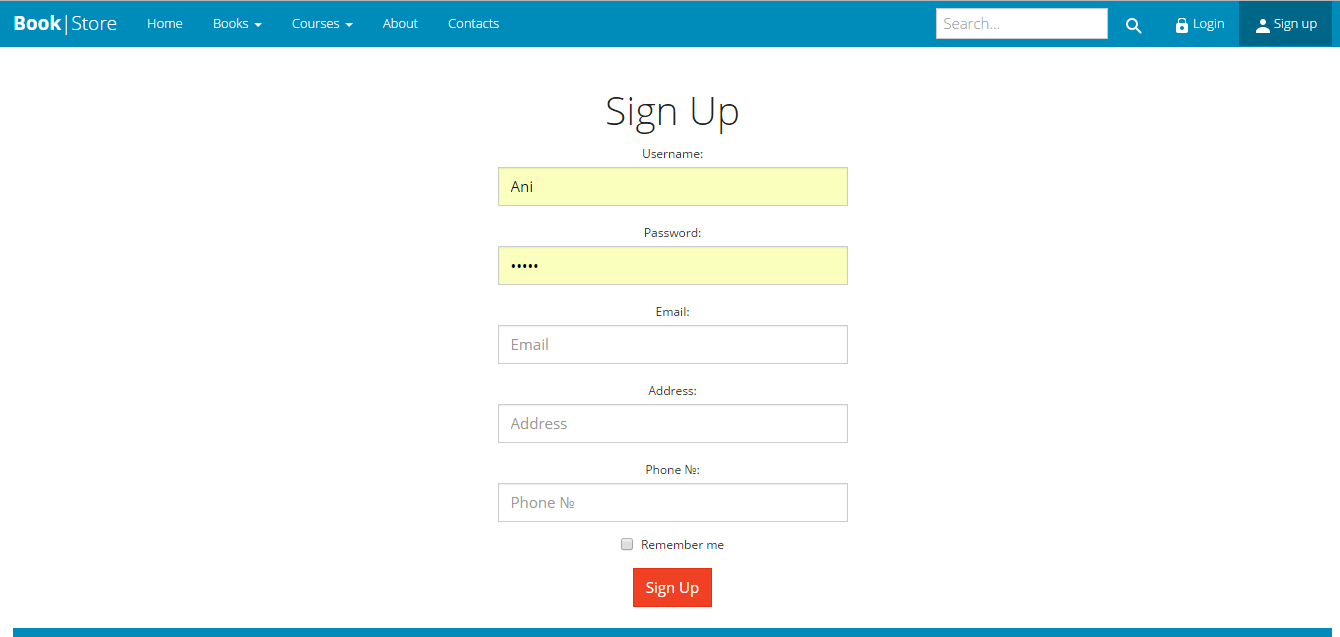 Book|Store Home Books Courses About Contacts Search... Login Sign up
Sign Up
Username:
Ani
Password:
•••••
Email:
Email
Address:
Address
Phone №:
Phone №
Remember me
Sign Up